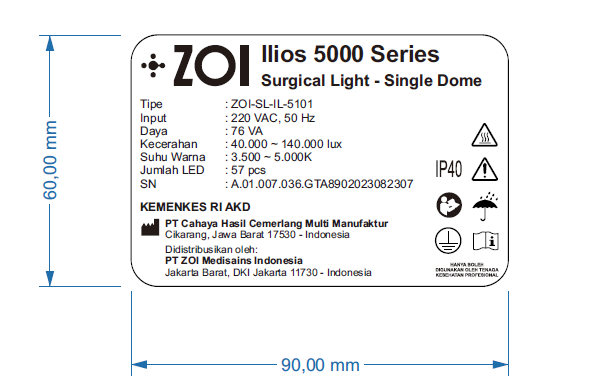 ZOI
Ilios 5000 Series
Surgical Light - Single Dome
Tipe : ZOI-SL-IL-5101
Input : 220 VAC, 50 Hz
Daya : 76 VA
Kecerahan : 40.000 ~ 140.000 lux
Suhu Warna : 3.500 ~ 5.000K
Jumlah LED : 57 pcs
SN : A.01.007.036.GTA8902023082307
IP40
KEMENKES RI AKD
PT Cahaya Hasil Cemerlang Multi Manufaktur
Cikarang, Jawa Barat 17530 - Indonesia
Didistribusikan oleh:
PT ZOI Medisains Indonesia
Jakarta Barat, DKI Jakarta 11730 - Indonesia
HANYA BOLEH
DIGUNAKAN OLEH TENAGA
KESEHATAN PROFESIONAL
60,00 mm
90,00 mm